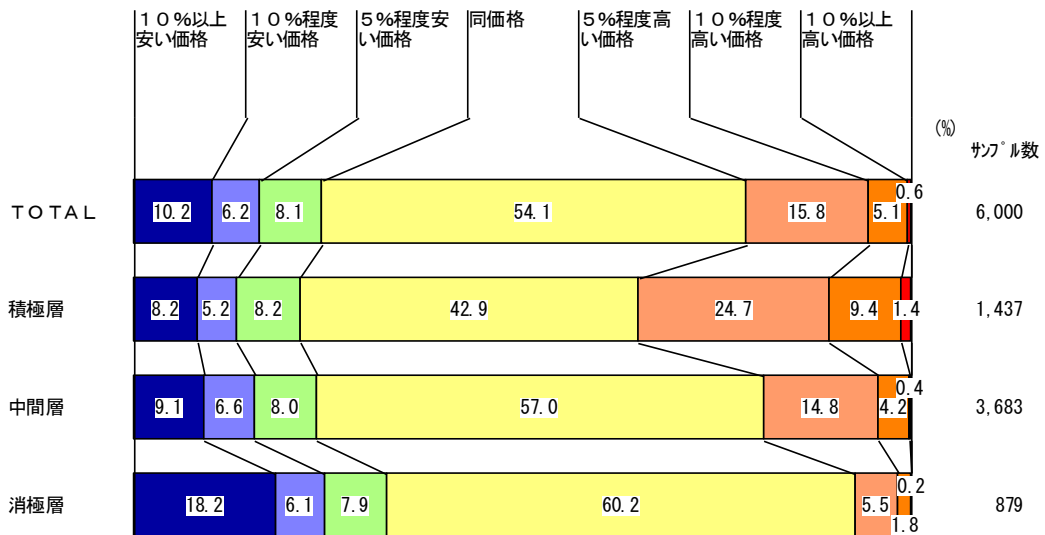 １０%以上
安い価格
１０%程度
安い価格
５%程度安
い価格
同価格
５%程度高
い価格
１０%程度
高い価格
１０%以上
高い価格
(%)
ｻﾝﾌﾟﾙ数
ＴＯＴＡＬ 10.2 6.2 8.1 54.1 15.8 5.1 0.6 6,000
積極層 8.2 5.2 8.2 42.9 24.7 9.4 1.4 1,437
中間層 9.1 6.6 8.0 57.0 14.8 4.2 0.4 3,683
消極層 18.2 6.1 7.9 60.2 5.5 1.8 0.2 879